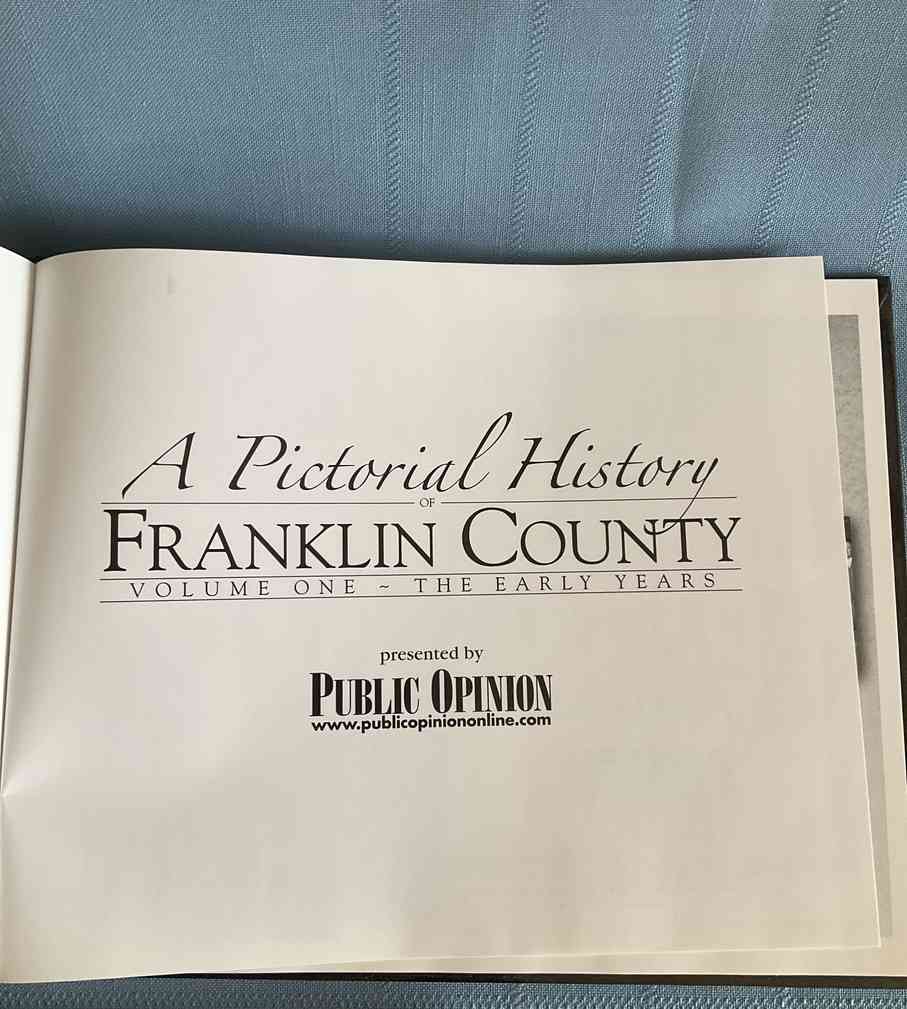 A Pictorial History
OF
FRANKLIN COUNTY
VOLUME ONE ~ THE EARLY YEARS
presented by
PUBLIC OPINION
www.publicopiniononline.com